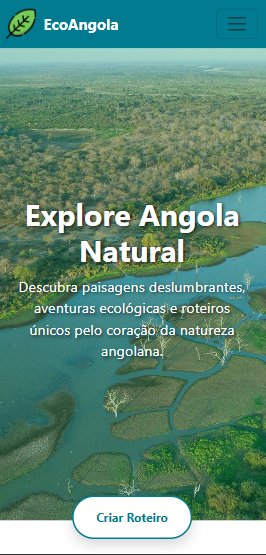 EcoAngola
Explore Angola
Natural
Descubra paisagens deslumbrantes,
aventuras ecológicas e roteiros
únicos pelo coração da natureza
angolana.
Criar Roteiro